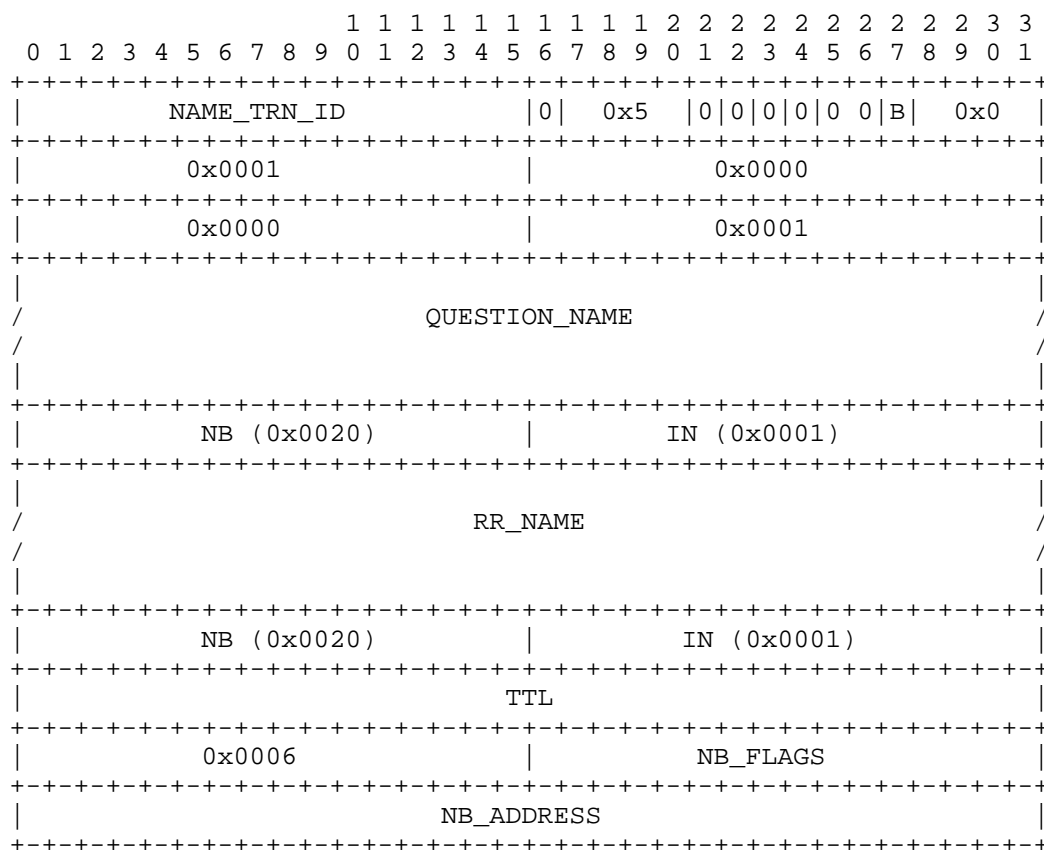 1 1 1 1 1 1 1 1 1 1 2 2 2 2 2 2 2 2 2 2 3 3
 0 1 2 3 4 5 6 7 8 9 0 1 2 3 4 5 6 7 8 9 0 1 2 3 4 5 6 7 8 9 0 1
+-+-+-+-+-+-+-+-+-+-+-+-+-+-+-+-+-+-+-+-+-+-+-+-+-+-+-+-+-+-+-+-+
|         NAME_TRN_ID           |0|  0x5  |0|0|0|0|0 0|B|  0x0  |
+-+-+-+-+-+-+-+-+-+-+-+-+-+-+-+-+-+-+-+-+-+-+-+-+-+-+-+-+-+-+-+-+
|          0x0001               |           0x0000              |
+-+-+-+-+-+-+-+-+-+-+-+-+-+-+-+-+-+-+-+-+-+-+-+-+-+-+-+-+-+-+-+-+
|          0x0000               |           0x0001              |
+-+-+-+-+-+-+-+-+-+-+-+-+-+-+-+-+-+-+-+-+-+-+-+-+-+-+-+-+-+-+-+-+
|                                                               |
/                         QUESTION_NAME                         /
/                                                               /
|                                                               |
+-+-+-+-+-+-+-+-+-+-+-+-+-+-+-+-+-+-+-+-+-+-+-+-+-+-+-+-+-+-+-+-+
|           NB (0x0020)         |        IN (0x0001)            |
+-+-+-+-+-+-+-+-+-+-+-+-+-+-+-+-+-+-+-+-+-+-+-+-+-+-+-+-+-+-+-+-+
|                                                               |
/                            RR_NAME                            /
/                                                               /
|                                                               |
+-+-+-+-+-+-+-+-+-+-+-+-+-+-+-+-+-+-+-+-+-+-+-+-+-+-+-+-+-+-+-+-+
|           NB (0x0020)         |         IN (0x0001)           |
+-+-+-+-+-+-+-+-+-+-+-+-+-+-+-+-+-+-+-+-+-+-+-+-+-+-+-+-+-+-+-+-+
|                              TTL                              |
+-+-+-+-+-+-+-+-+-+-+-+-+-+-+-+-+-+-+-+-+-+-+-+-+-+-+-+-+-+-+-+-+
|           0x0006              |          NB_FLAGS             |
+-+-+-+-+-+-+-+-+-+-+-+-+-+-+-+-+-+-+-+-+-+-+-+-+-+-+-+-+-+-+-+-+
|                          NB_ADDRESS                           |
+-+-+-+-+-+-+-+-+-+-+-+-+-+-+-+-+-+-+-+-+-+-+-+-+-+-+-+-+-+-+-+-+